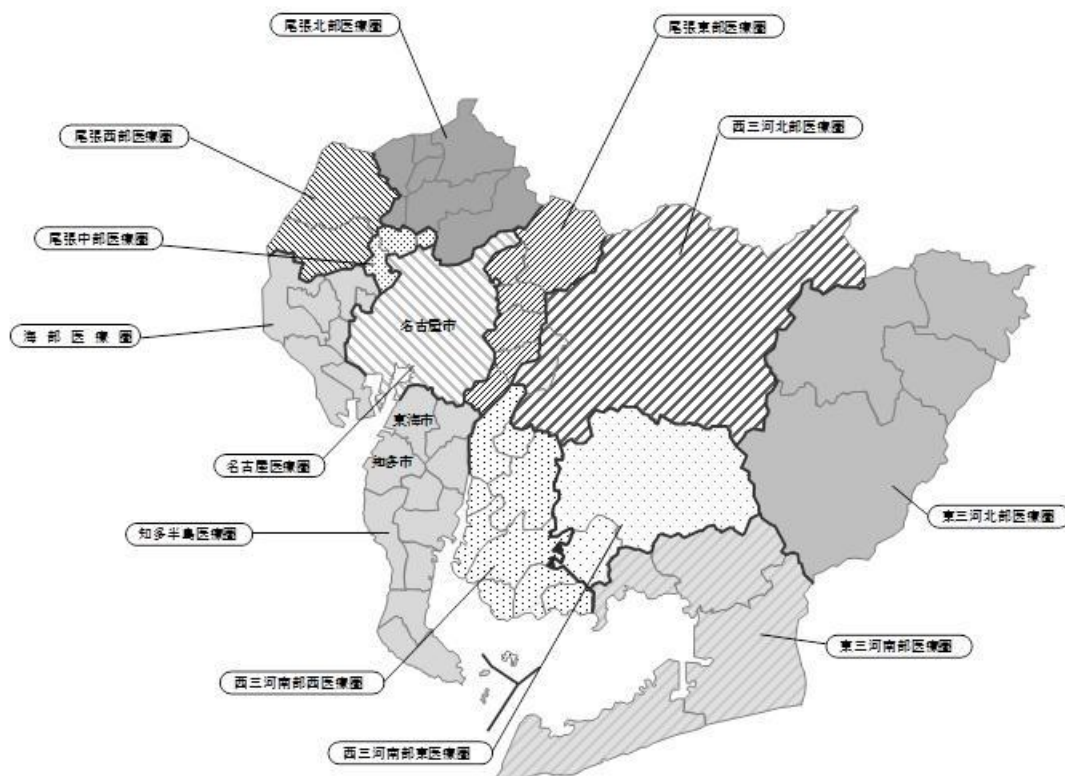 尾張北部医療圏
尾張東部医療圏
西三河北部医療圏
尾張西部医療圏
尾張中部医療圏
名古屋市
海部医療圏
東海市
名古屋医療圏
知多市
東三河北部医療圏
知多半島医療圏
東三河南部医療圏
西三河南部西医療圏
西三河南部東医療圏